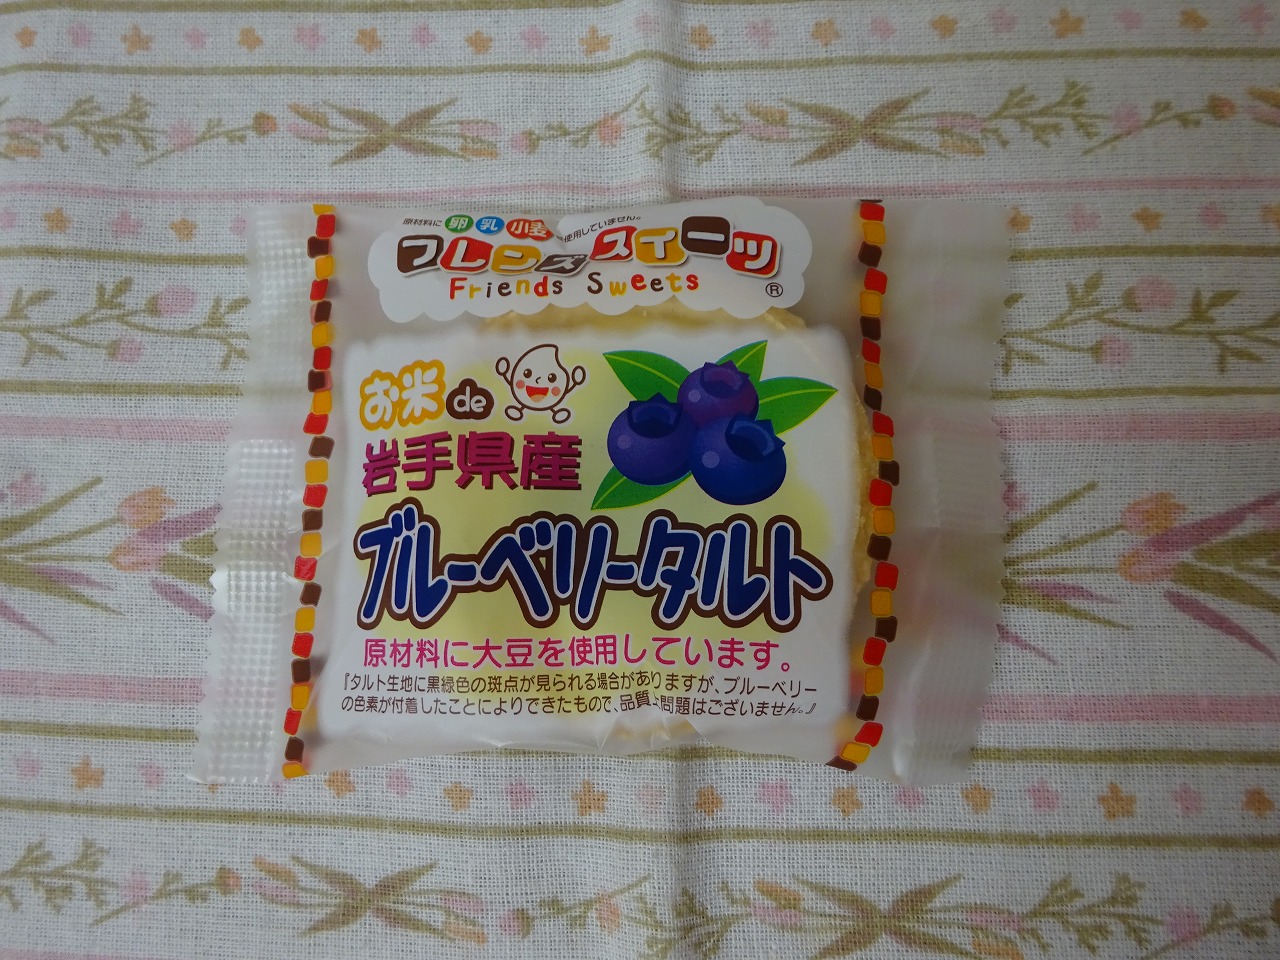 原材料に 卵 乳 小麦 使用していません。
フレンズスイーツ
Friends Sweets ®
お米de
岩手県産
ブルーベリータルト
原材料に大豆を使用しています。
『タルト生地に黒緑色の斑点が見られる場合がありますが、ブルーベリー
の色素が付着したことによりできたもので、品質上問題はございません。』